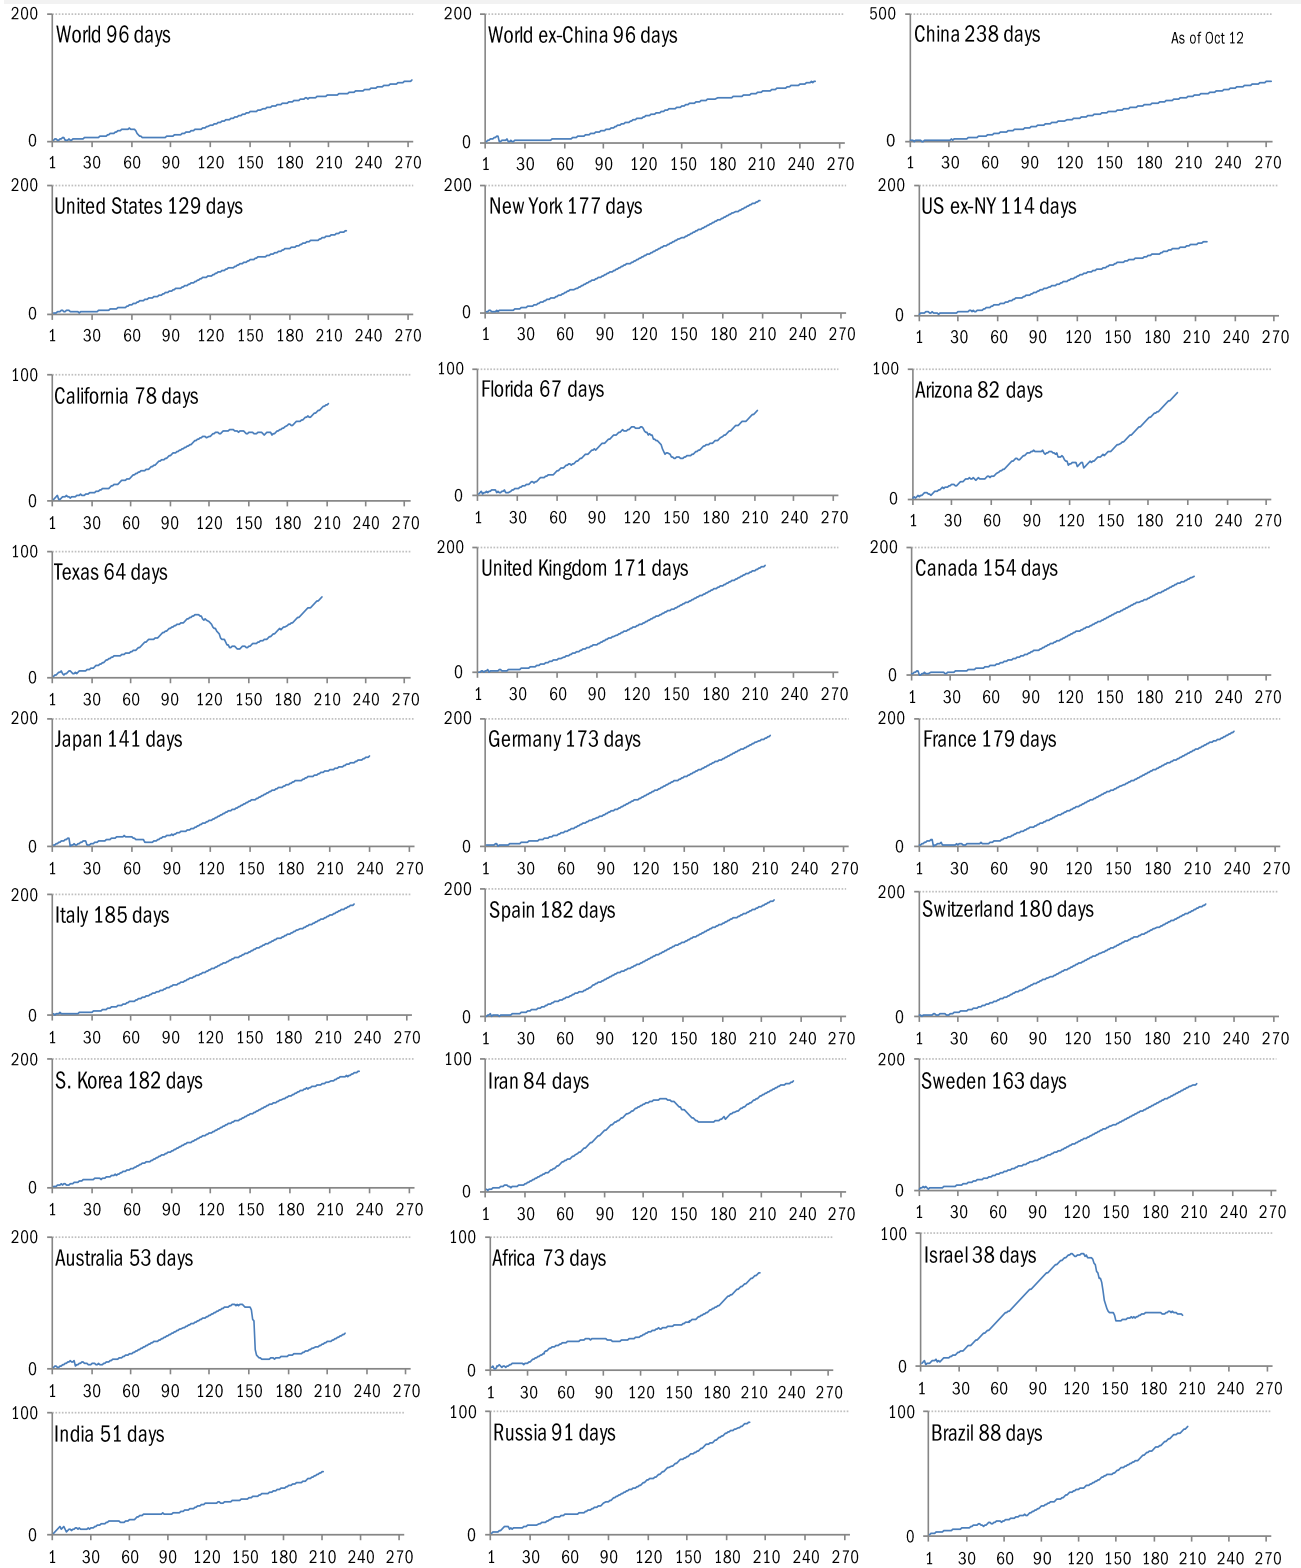 200
World 96 days
0
1 30 60 90 120 150 180 210 240 270
200
World ex-China 96 days
0
1 30 60 90 120 150 180 210 240 270
500
China 238 days
As of Oct 12
0
1 30 60 90 120 150 180 210 240 270
200
United States 129 days
0
1 30 60 90 120 150 180 210 240 270
200
New York 177 days
0
1 30 60 90 120 150 180 210 240 270
200
US ex-NY 114 days
0
1 30 60 90 120 150 180 210 240 270
100
California 78 days
0
1 30 60 90 120 150 180 210 240 270
100
Florida 67 days
0
1 30 60 90 120 150 180 210 240 270
100
Arizona 82 days
0
1 30 60 90 120 150 180 210 240 270
100
Texas 64 days
0
1 30 60 90 120 150 180 210 240 270
200
United Kingdom 171 days
0
1 30 60 90 120 150 180 210 240 270
200
Canada 154 days
0
1 30 60 90 120 150 180 210 240 270
200
Japan 141 days
0
1 30 60 90 120 150 180 210 240 270
200
Germany 173 days
0
1 30 60 90 120 150 180 210 240 270
200
France 179 days
0
1 30 60 90 120 150 180 210 240 270
200
Italy 185 days
0
1 30 60 90 120 150 180 210 240 270
200
Spain 182 days
0
1 30 60 90 120 150 180 210 240 270
200
Switzerland 180 days
0
1 30 60 90 120 150 180 210 240 270
200
S. Korea 182 days
0
1 30 60 90 120 150 180 210 240 270
100
Iran 84 days
0
1 30 60 90 120 150 180 210 240 270
200
Sweden 163 days
0
1 30 60 90 120 150 180 210 240 270
200
Australia 53 days
0
1 30 60 90 120 150 180 210 240 270
100
Africa 73 days
0
1 30 60 90 120 150 180 210 240 270
100
Israel 38 days
0
1 30 60 90 120 150 180 210 240 270
100
India 51 days
0
1 30 60 90 120 150 180 210 240 270
100
Russia 91 days
0
1 30 60 90 120 150 180 210 240 270
100
Brazil 88 days
0
1 30 60 90 120 150 180 210 240 270